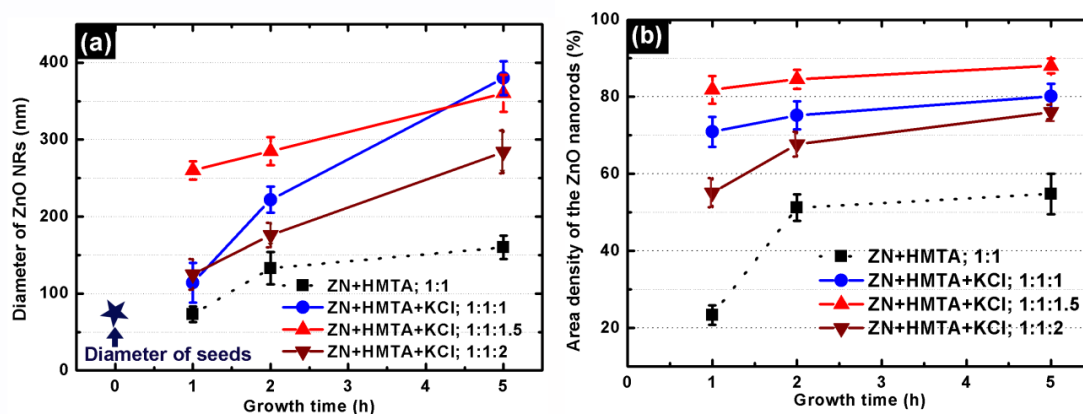 (a)
Diameter of ZnO NRs (nm)
400
300
200
100
0
ZN+HMTA; 1:1
ZN+HMTA+KCl; 1:1:1
ZN+HMTA+KCl; 1:1:1.5
ZN+HMTA+KCl; 1:1:2
Diameter of seeds
0 1 2 3 4 5
Growth time (h)
(b)
Area density of the ZnO nanorods (%)
100
80
60
40
20
ZN+HMTA; 1:1
ZN+HMTA+KCl; 1:1:1
ZN+HMTA+KCl; 1:1:1.5
ZN+HMTA+KCl; 1:1:2
0 1 2 3 4 5
Growth time (h)